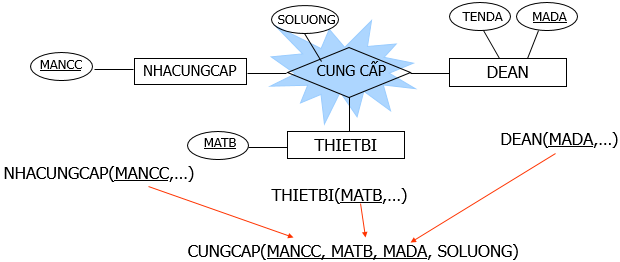 SOLUONG
TENDA
MADA
MANCC
NHACUNGCAP
CUNG CẤP
DEAN
MATB
THIETBI
DEAN(MADA,...)
NHACUNGCAP(MANCC,...)
THIETBI(MATB,...)
CUNGCAP(MANCC, MATB, MADA, SOLUONG)